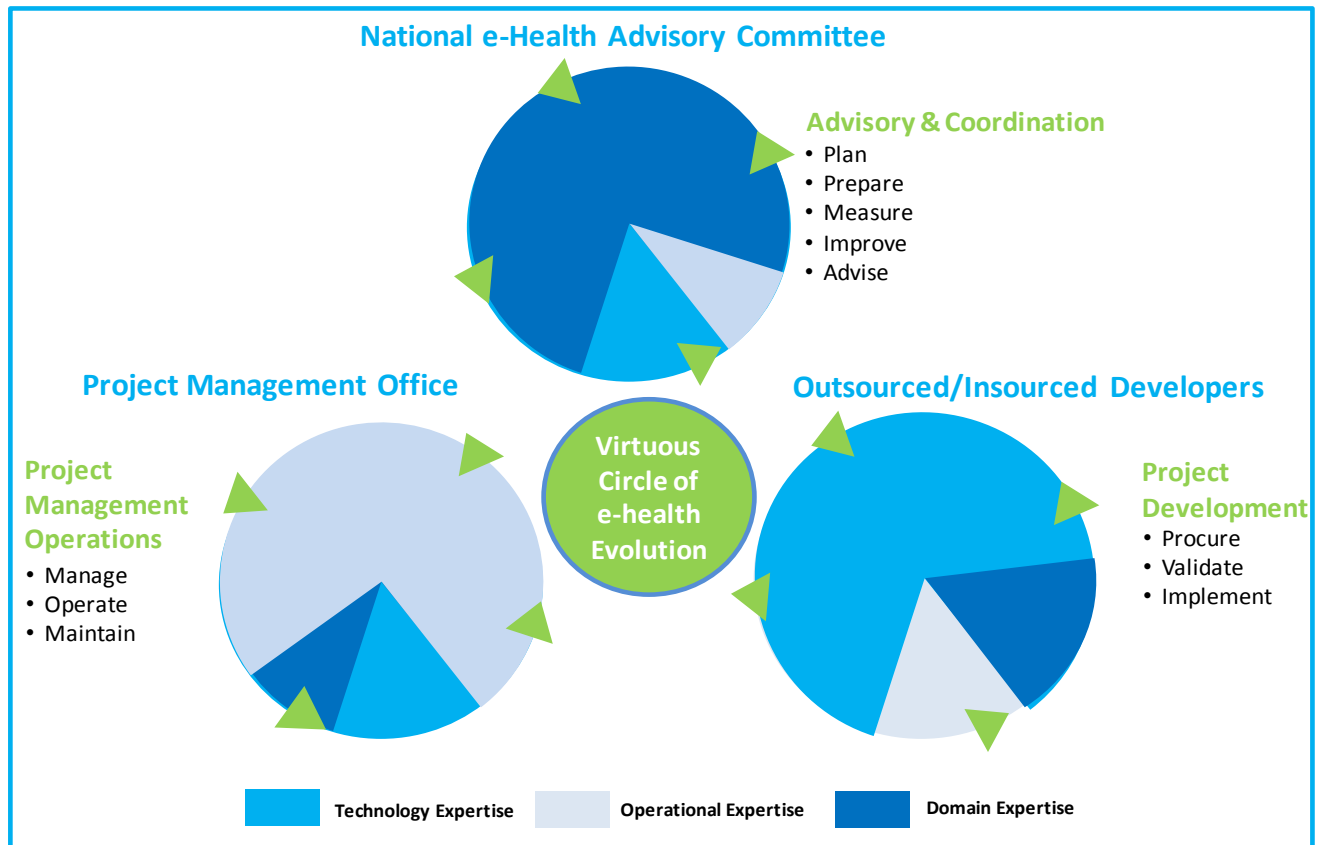 National e-Health Advisory Committee
Advisory & Coordination
• Plan
• Prepare
• Measure
• Improve
• Advise
Project Management Office
Project
Management
Operations
• Manage
• Operate
• Maintain
Virtuous
Circle of
e-health
Evolution
Outsourced/Insourced Developers
Project
Development
• Procure
• Validate
• Implement
Technology Expertise
Operational Expertise
Domain Expertise